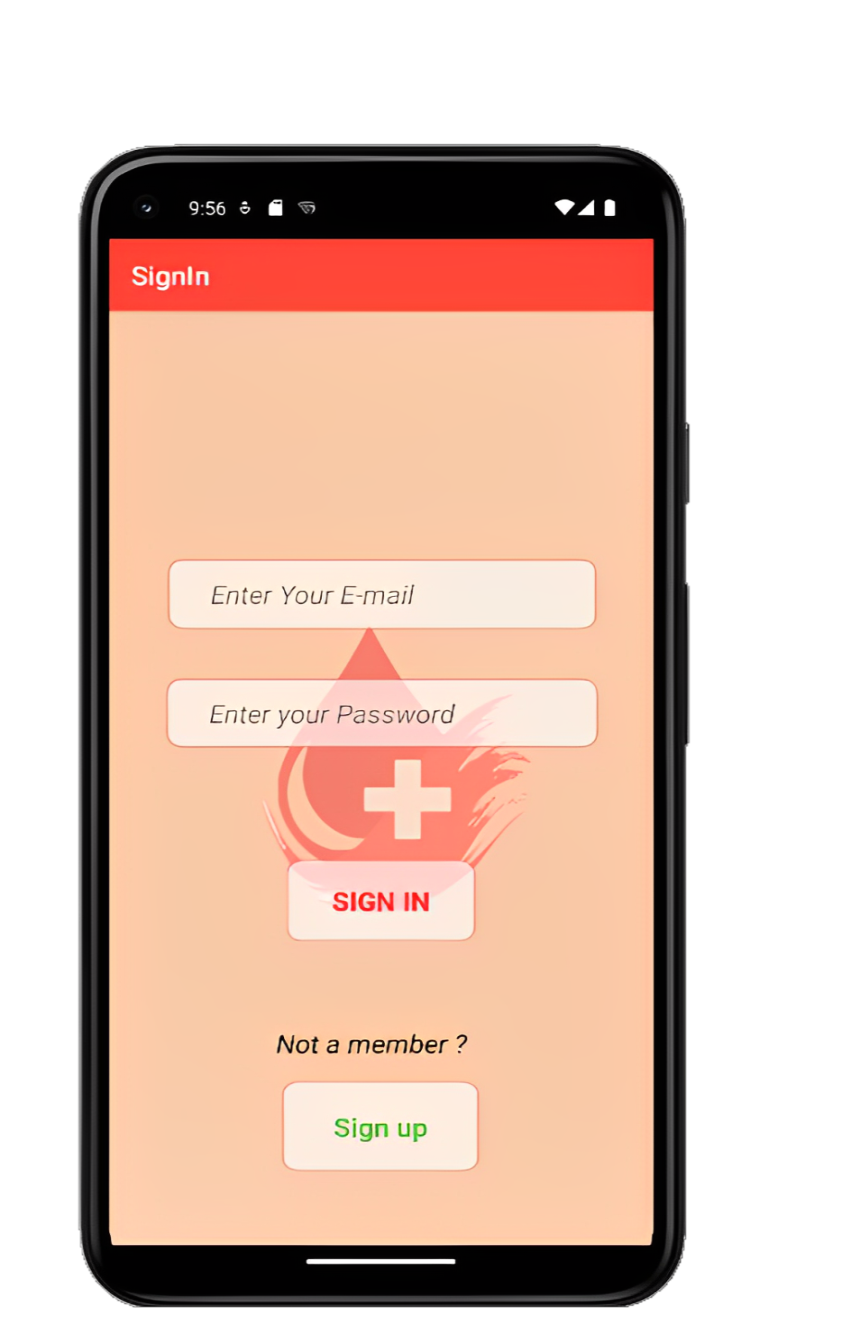 9:56
SignIn
Enter Your E-mail
Enter your Password
SIGN IN
Not a member ?
Sign up